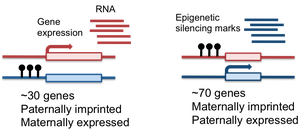 RNA
Gene
expression
~30 genes
Paternally imprinted
Maternally expressed
Epigenetic
silencing marks
~70 genes
Maternally imprinted
Paternally expressed